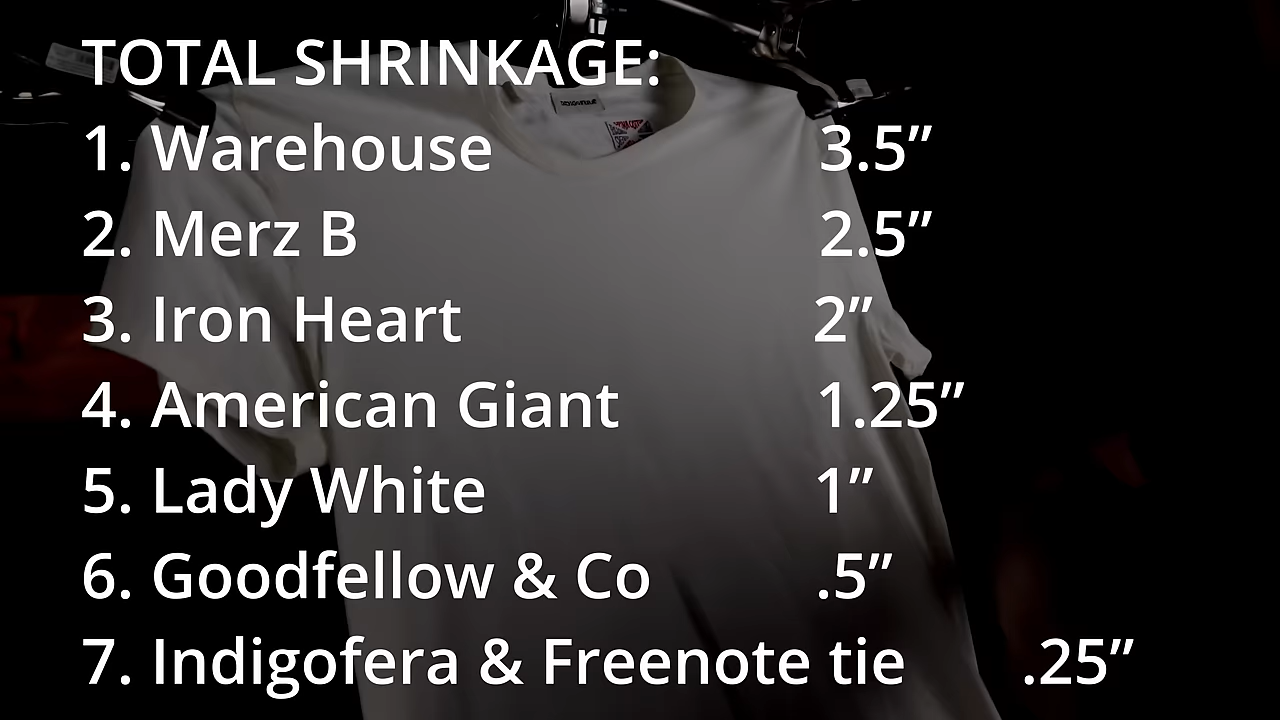 TOTAL SHRINKAGE:
1. Warehouse 3.5”
2. Merz B 2.5”
3. Iron Heart 2”
4. American Giant 1.25”
5. Lady White 1”
6. Goodfellow & Co .5”
7. Indigofera & Freenote tie .25”